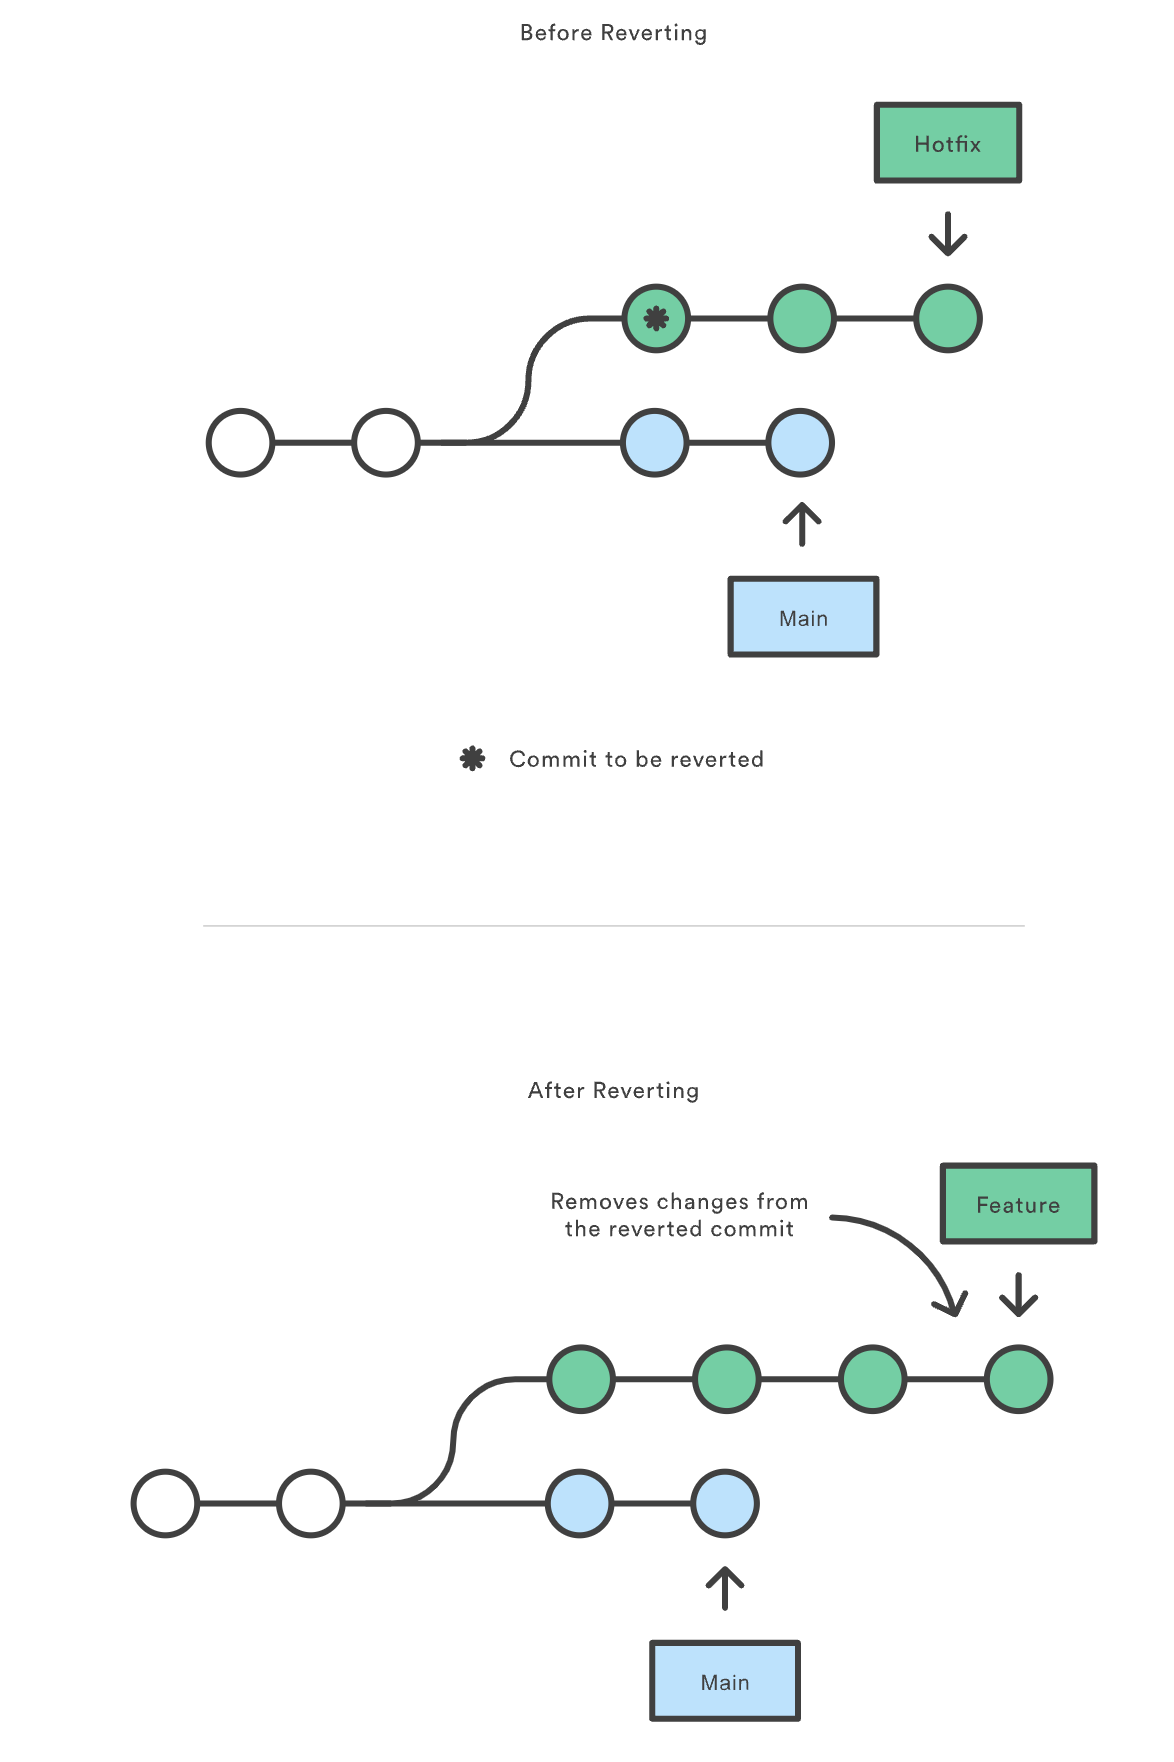 Before Reverting
Hotfix
Main
Commit to be reverted
After Reverting
Removes changes from
the reverted commit
Feature
Main